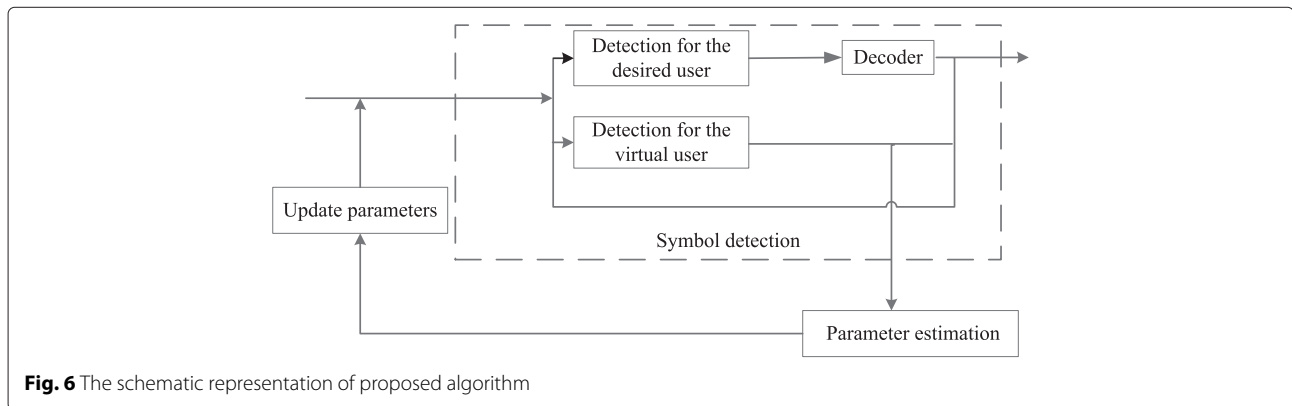 Detection for the
desired user
Decoder
Detection for the
virtual user
Update parameters
Symbol detection
Parameter estimation
Fig. 6 The schematic representation of proposed algorithm